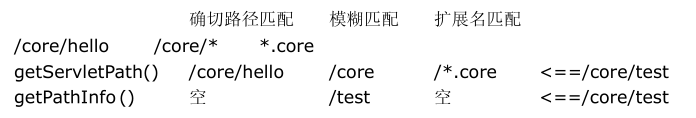 确切路径匹配 模糊匹配 扩展名匹配
/core/hello /core/* *.core
getServletPath() /core/hello /core /*.core <==/core/test
getPathInfo() 空 /test 空 <==/core/test